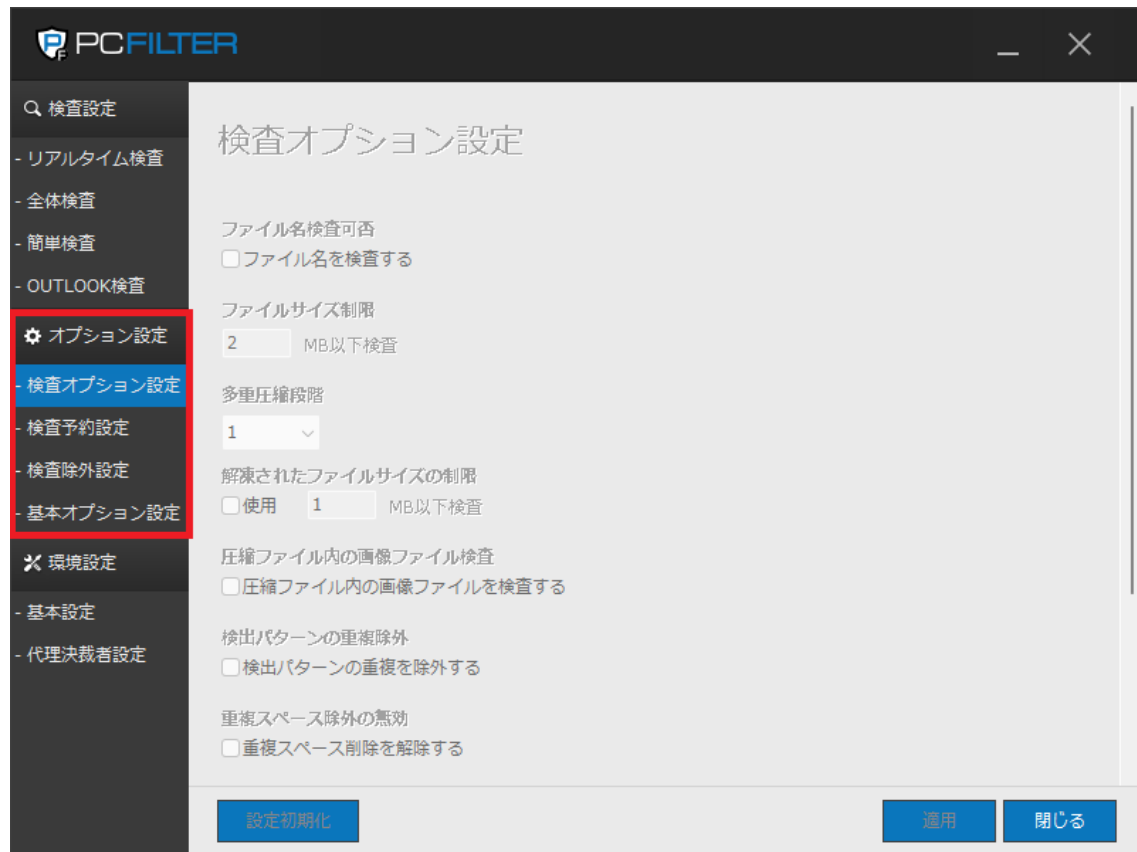 PCFILTER
検査設定
- リアルタイム検査
- 全体検査
- 簡単検査
- OUTLOOK検査
オプション設定
- 検査オプション設定
- 検査予約設定
- 検査除外設定
- 基本オプション設定
環境設定
- 基本設定
- 代理決裁者設定
検査オプション設定
ファイル名検査可否
ファイル名を検査する
ファイルサイズ制限
2 MB以下検査
多重圧縮段階
1
解凍されたファイルサイズの制限
使用 1 MB以下検査
圧縮ファイル内の画像ファイル検査
圧縮ファイル内の画像ファイルを検査する
検出パターンの重複除外
検出パターンの重複を除外する
重複スペース除外の無効
重複スペース削除を解除する
設定初期化 適用 閉じる